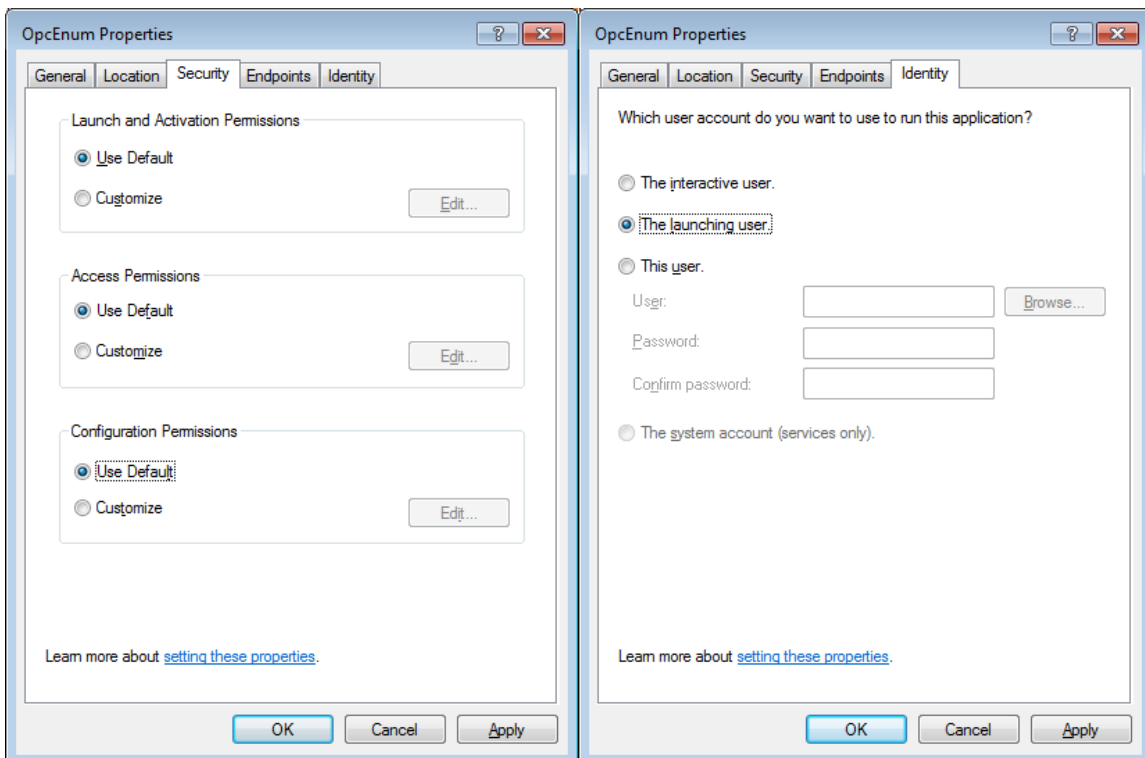 OpcEnum Properties
General Location Security Endpoints Identity
Launch and Activation Permissions
Use Default
Customize
Edit...
Access Permissions
Use Default
Customize
Edit...
Configuration Permissions
Use Default
Customize
Edit...
Learn more about setting these properties.
OK Cancel Apply
OpcEnum Properties
General Location Security Endpoints Identity
Which user account do you want to use to run this application?
The interactive user.
The launching user.
This user.
User:
Browse...
Password:
Confirm password:
The system account (services only).
Learn more about setting these properties.
OK Cancel Apply